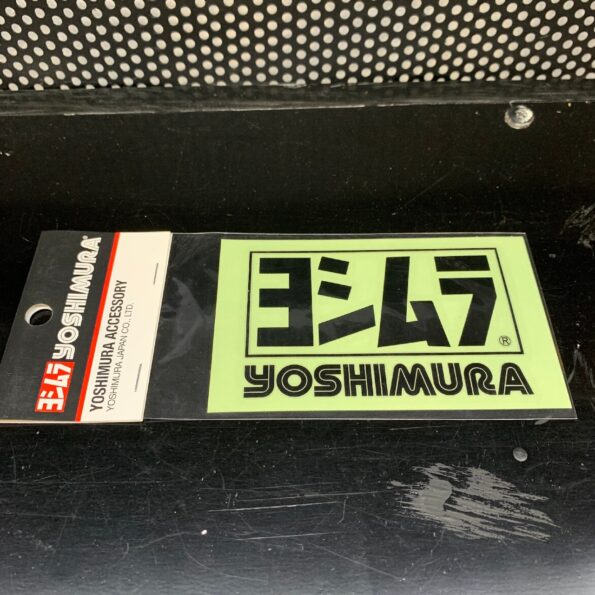 ヨシムラ YOSHIMURA®
YOSHIMURA ACCESSORY
YOSHIMURA JAPAN CO., LTD.
ヨシムラ®
YOSHIMURA